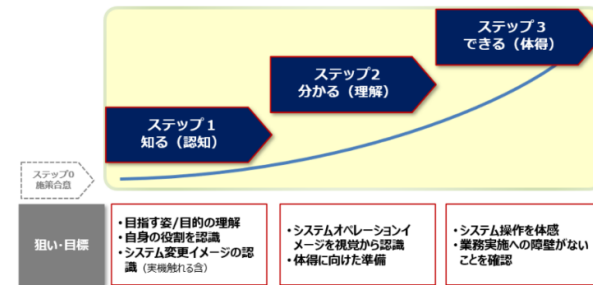 ステップ3
できる（体得）
ステップ2
分かる（理解）
ステップ1
知る（認知）
ステップ0
施策合意
狙い・目標
・目指す姿/目的の理解
・自身の役割を認識
・システム変更イメージの認
識（実機触れる含）
・システムオペレーションイ
メージを視覚から認識
・体得に向けた準備
・システム操作を体感
・業務実施への障壁がない
ことを確認